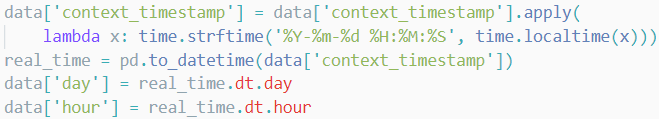 data['context_timestamp'] = data['context_timestamp'].apply(
    lambda x: time.strftime('%Y-%m-%d %H:%M:%S', time.localtime(x)))
real_time = pd.to_datetime(data['context_timestamp'])
data['day'] = real_time.dt.day
data['hour'] = real_time.dt.hour